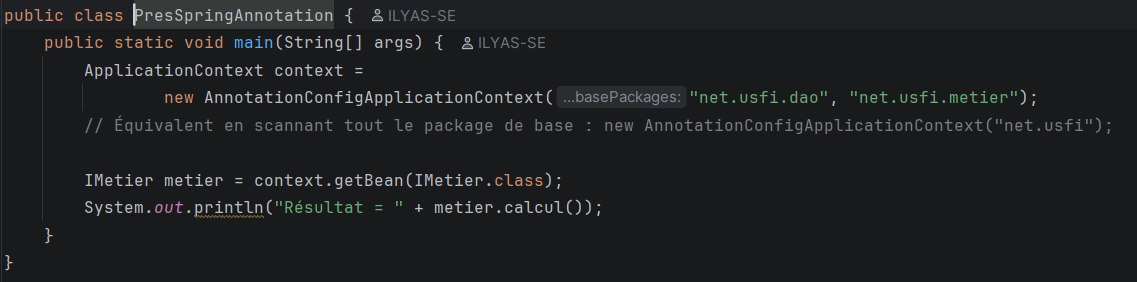 public class PresSpringAnnotation { ILYAS-SE
public static void main(String[] args) { ILYAS-SE
ApplicationContext context =
new AnnotationConfigApplicationContext( ...basePackages: "net.usfi.dao", "net.usfi.metier");
// Équivalent en scannant tout le package de base : new AnnotationConfigApplicationContext("net.usfi");
IMetier metier = context.getBean(IMetier.class);
System.out.println("Résultat = " + metier.calcul());
}
}